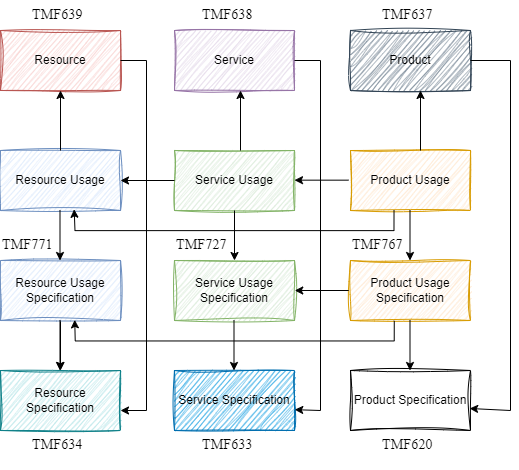 TMF639
TMF638
TMF637
Resource
Service
Product
Resource Usage
Service Usage
Product Usage
TMF771
TMF727
TMF767
Resource Usage
Specification
Service Usage
Specification
Product Usage
Specification
Resource
Specification
Service Specification
Product Specification
TMF634
TMF633
TMF620